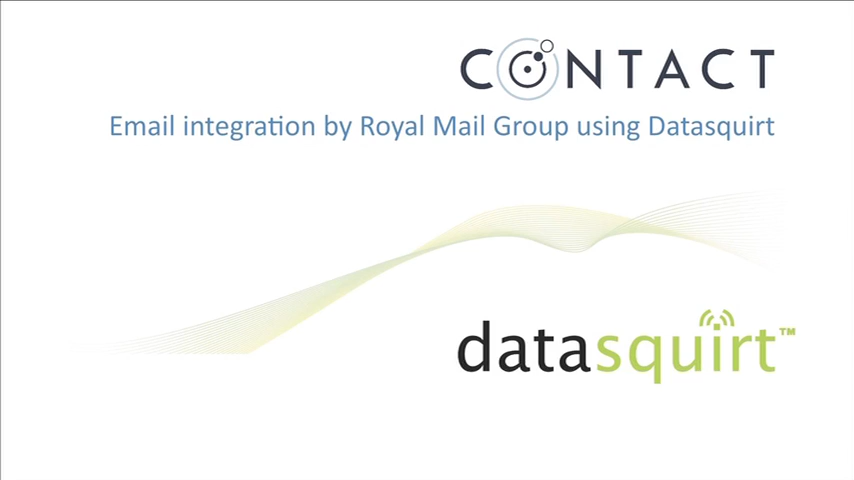 CONTACT
Email integration by Royal Mail Group using Datasquirt
datasquirt™